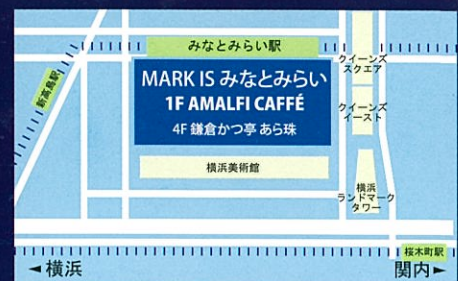 みなとみらい駅
新高島駅
MARK IS みなとみらい
1F AMALFI CAFFÉ
4F 鎌倉かつ亭 あら珠
クイーンズ
スクエア
クイーンズ
イースト
横浜美術館
横浜
ランドマーク
タワー
桜木町駅
◄横浜
関内►